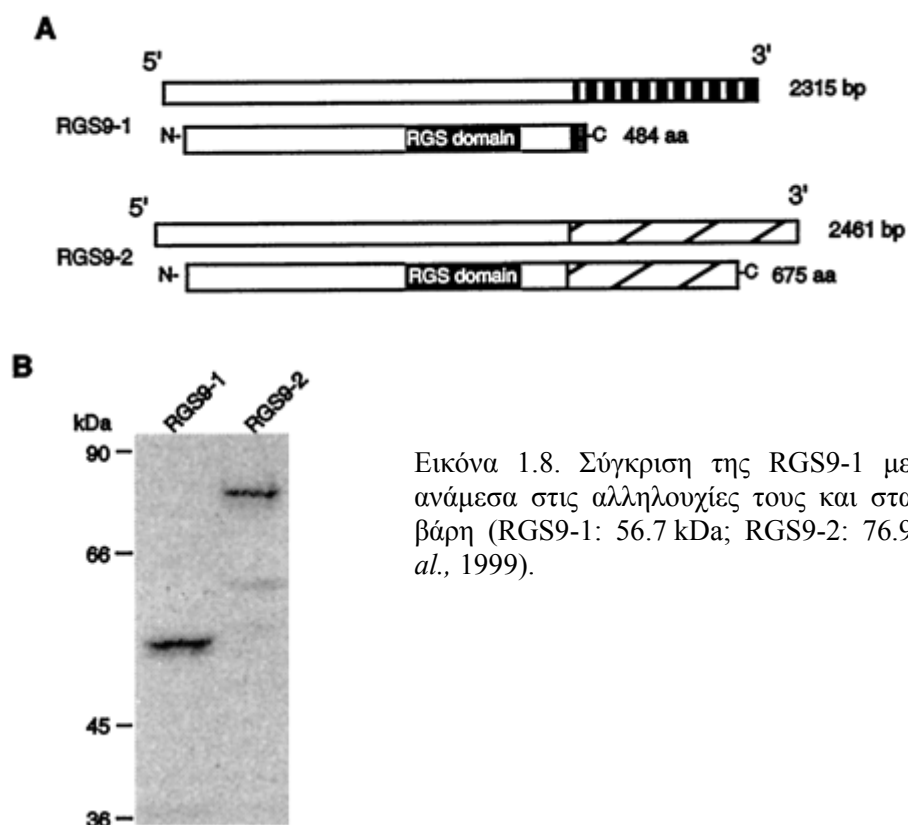 A
5' 3'
2315 bp
RGS9-1 N- RGS domain -C 484 aa
5' 3'
2461 bp
RGS9-2
N- RGS domain -C 675 aa
B
RGS9-1 RGS9-2
kDa
90
66
45
36
Εικόνα 1.8. Σύγκριση της RGS9-1 με
ανάμεσα στις αλληλουχίες τους και στα
βάρη (RGS9-1: 56.7 kDa; RGS9-2: 76.9
al., 1999).